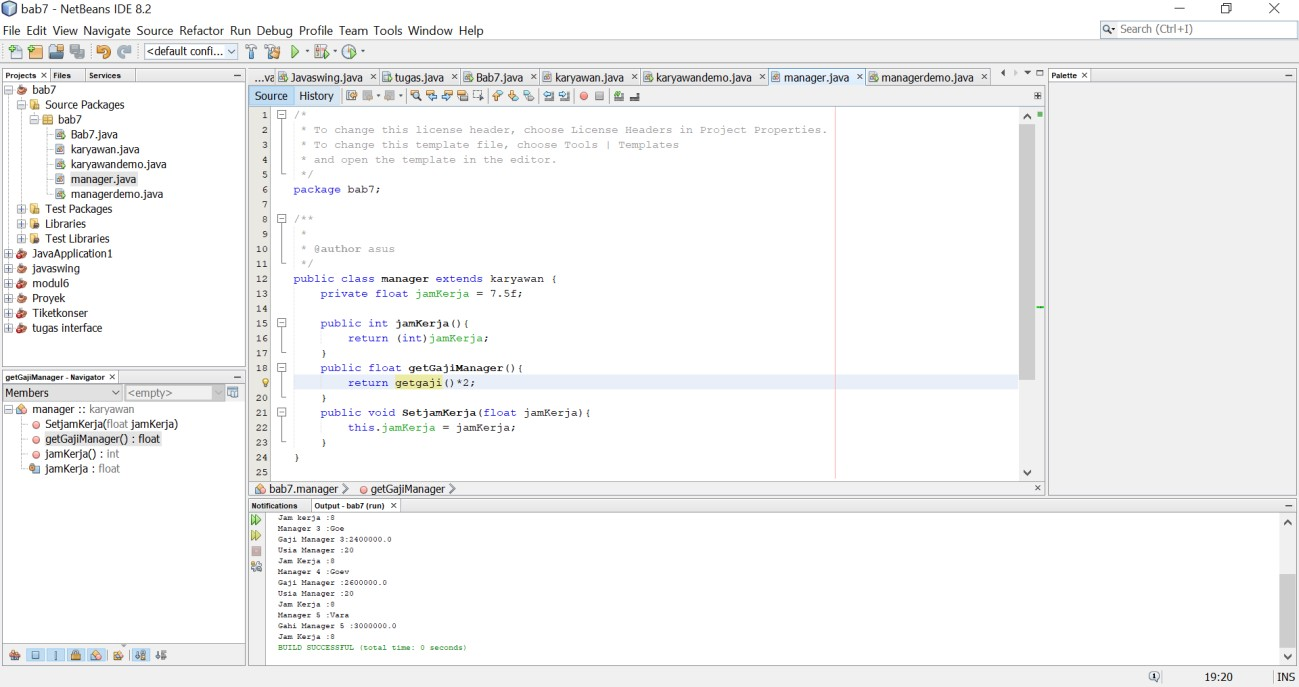 bab7 - NetBeans IDE 8.2
File Edit View Navigate Source Refactor Run Debug Profile Team Tools Window Help
Search (Ctrl+I)
<default confi...
Projects Files Services
bab7
Source Packages
bab7
Bab7.java
karyawan.java
karyawandemo.java
manager.java
managerdemo.java
Test Packages
Libraries
Test Libraries
JavaApplication1
javaswing
modul6
Proyek
Tiketkonser
tugas interface
getGajiManager - Navigator
Members <empty>
manager :: karyawan
SetjamKerja(float jamKerja)
getGajiManager() : float
jamKerja() : int
jamKerja : float
...va Javaswing.java tugas.java Bab7.java karyawan.java karyawandemo.java manager.java managerdemo.java
Source History
1 /*
2 * To change this license header, choose License Headers in Project Properties.
3 * To change this template file, choose Tools | Templates
4 * and open the template in the editor.
5 */
6 package bab7;
7
8 /**
9 *
10 * @author asus
11 */
12 public class manager extends karyawan {
13 private float jamKerja = 7.5f;
14
15 public int jamKerja(){
16 return (int)jamKerja;
17 }
18 public float getGajiManager(){
return getgaji()*2;
20 }
21 public void SetjamKerja(float jamKerja){
22 this.jamKerja = jamKerja;
23 }
24 }
25
bab7.manager getGajiManager
Palette
Notifications Output - bab7 (run)
Jam kerja :8
Manager 3 :Goe
Gaji Manager 3:2400000.0
Usia Manager :20
Jam Kerja :8
Manager 4 :Goev
Gaji Manager :2600000.0
Usia Manager :20
Jam Kerja :8
Manager 5 :Vara
Gahi Manager 5 :3000000.0
Jam Kerja :8
BUILD SUCCESSFUL (total time: 0 seconds)
19:20 INS